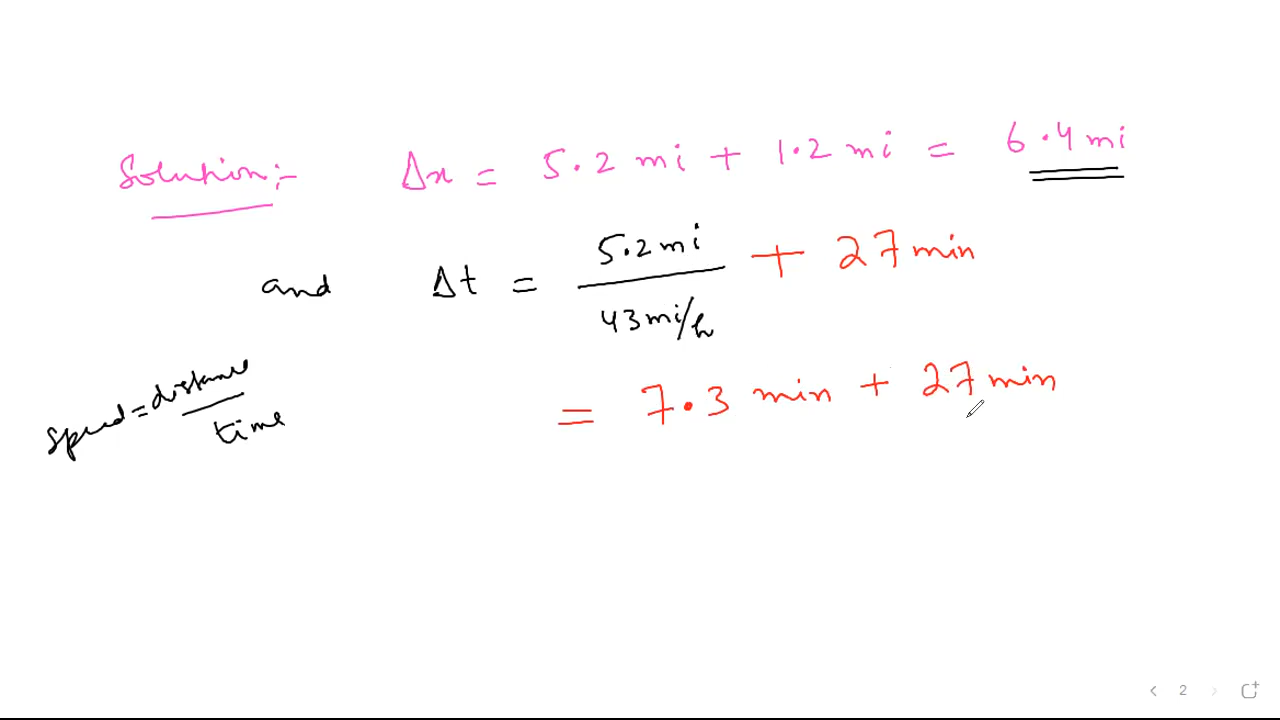 Solution:- Δx = 5.2 mi + 1.2 mi = 6.4 mi
and Δt = 5.2 mi / 43 mi/h + 27 min
speed = distance / time
= 7.3 min + 27 min
2